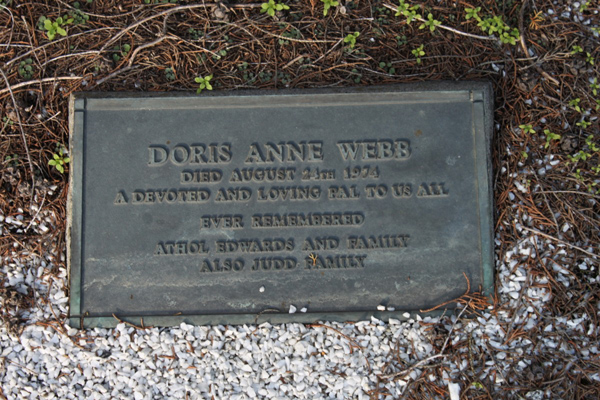 DORIS ANNE WEBB
DIED AUGUST 24TH 1974
A DEVOTED AND LOVING PAL TO US ALL
EVER REMEMBERED
ATHOL EDWARDS AND FAMILY
ALSO JUDD FAMILY